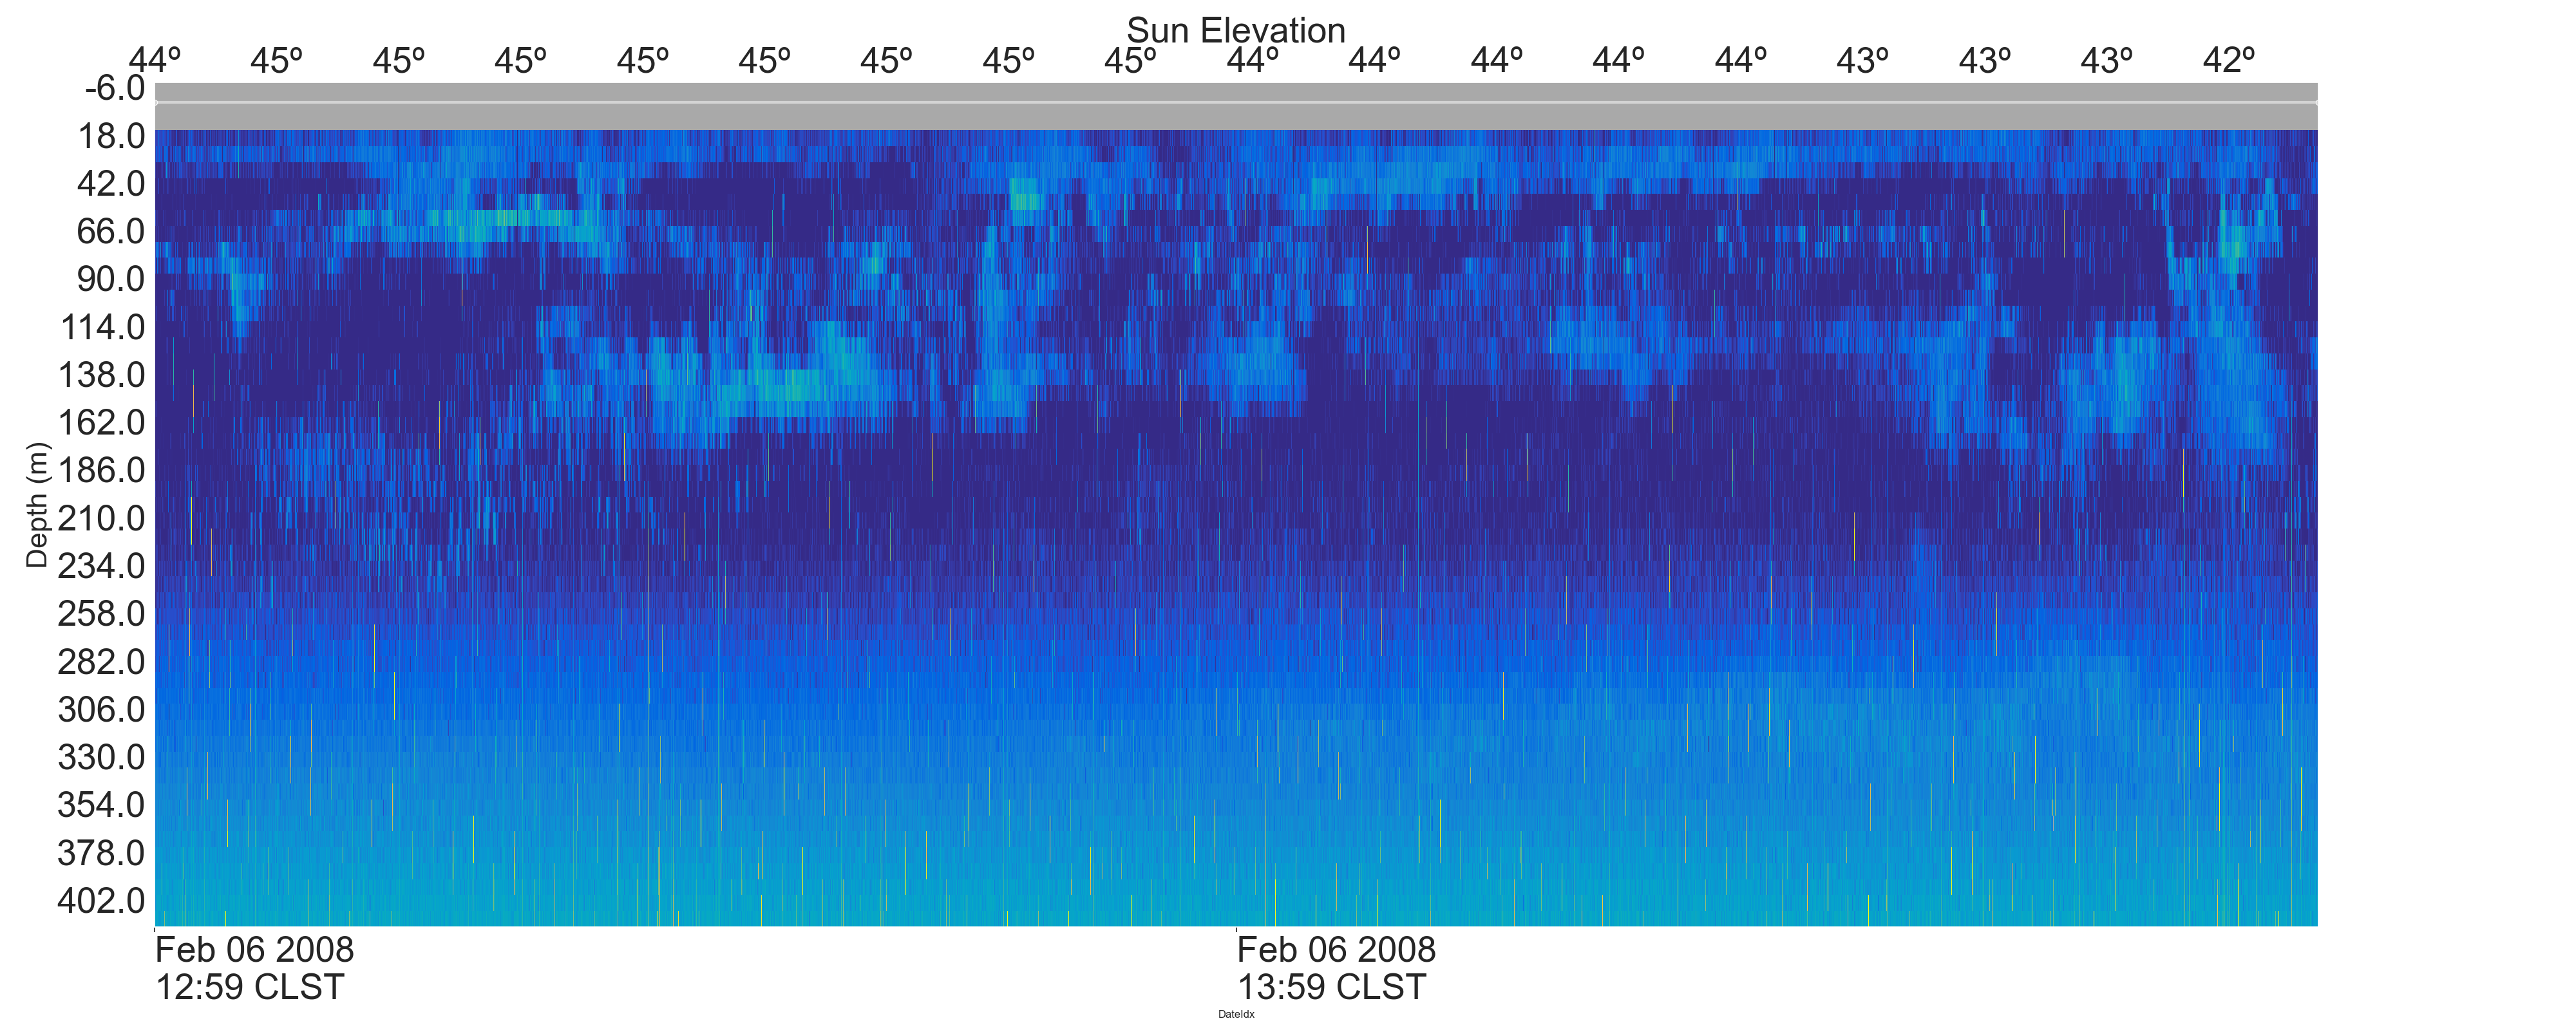 Sun Elevation
44º 45º 45º 45º 45º 45º 45º 45º 45º 44º 44º 44º 44º 44º 43º 43º 43º 42º
-6.0
18.0
42.0
66.0
90.0
114.0
138.0
162.0
186.0
210.0
234.0
258.0
282.0
306.0
330.0
354.0
378.0
402.0
Depth (m)
Feb 06 2008
12:59 CLST
Feb 06 2008
13:59 CLST
DateIdx